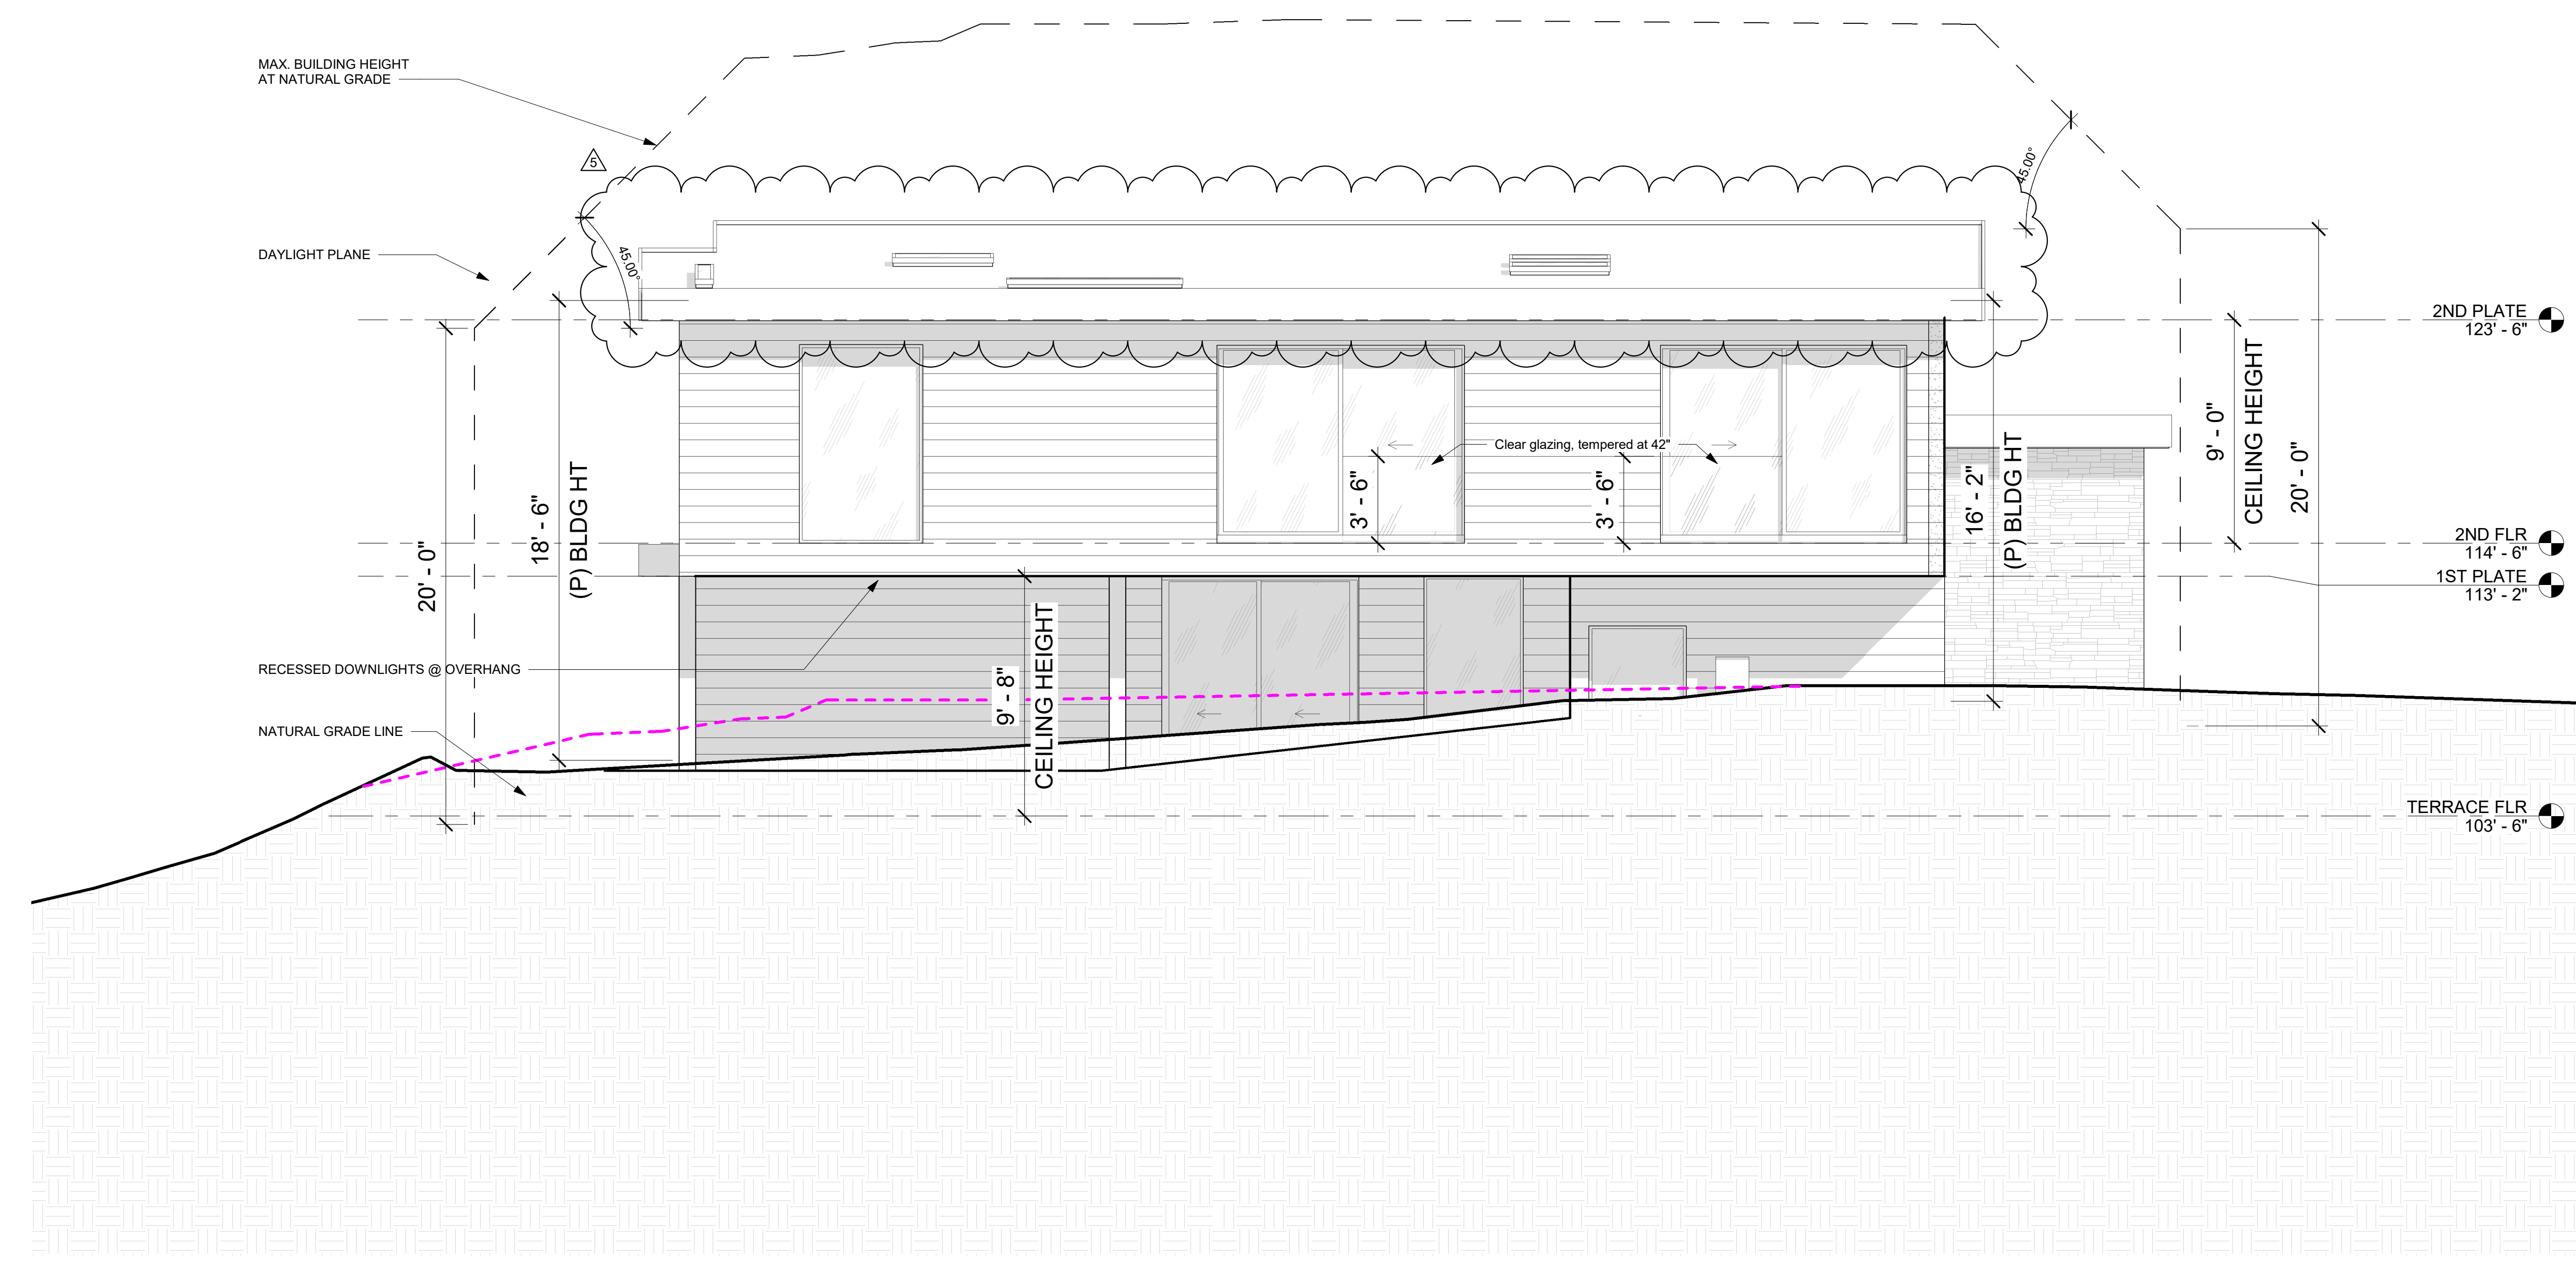 MAX. BUILDING HEIGHT
AT NATURAL GRADE
5
45.00°
DAYLIGHT PLANE
45.00°
2ND PLATE
123' - 6"
9' - 0"
CEILING HEIGHT
20' - 0"
Clear glazing, tempered at 42"
3' - 6"
3' - 6"
18' - 6"
(P) BLDG HT
16' - 2"
(P) BLDG HT
20' - 0"
2ND FLR
114' - 6"
1ST PLATE
113' - 2"
RECESSED DOWNLIGHTS @ OVERHANG
9' - 8"
CEILING HEIGHT
NATURAL GRADE LINE
TERRACE FLR
103' - 6"